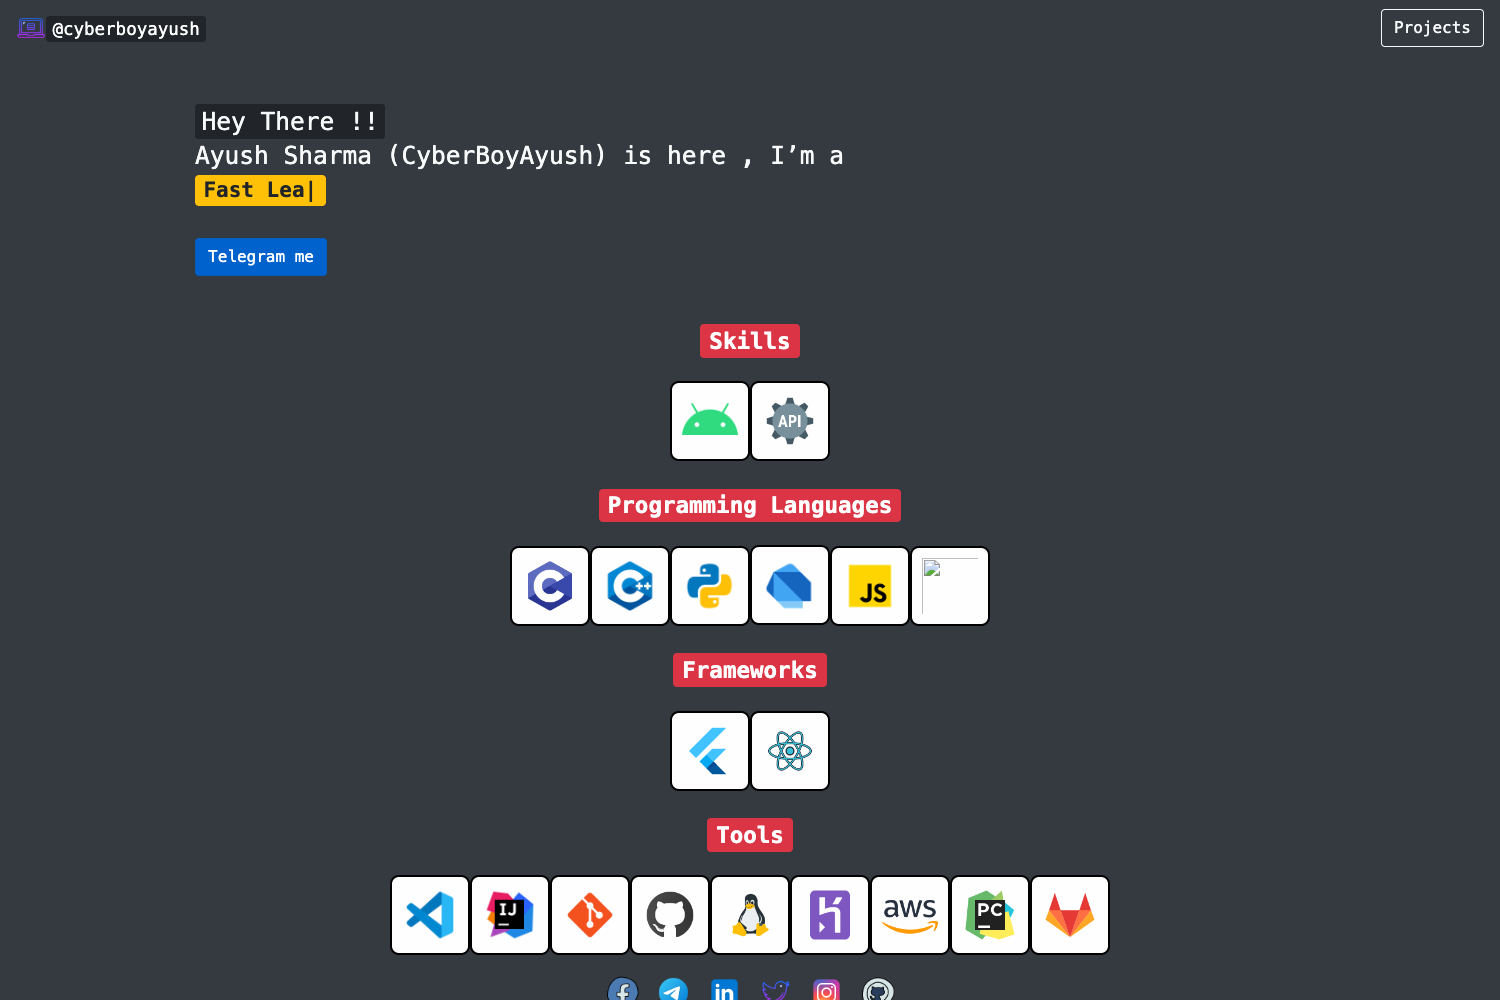 @cyberboyayush
Projects
Hey There !!
Ayush Sharma (CyberBoyAyush) is here , I’m a
Fast Lea|
Telegram me
Skills
API
Programming Languages
C
C++
JS
Frameworks
Tools
IJ
aws
PC
f
in